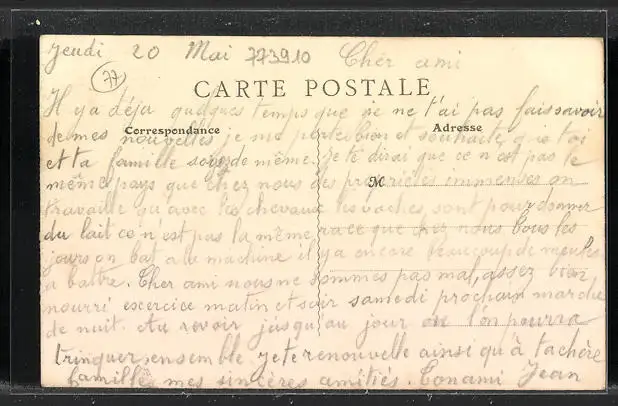 Jeudi 20 Mai 773910 Cher ami
77
CARTE POSTALE
Il y a déja quelques temps que je ne t'ai pas fais savoir
Correspondance Adresse
de mes nouvelles je me porte bien et souhaite que toi
et ta famille soyez de même. Je te dirai que ce n'est pas le
M
même pays que chez nous des propriétés immenses on
travaille qu'avec les chevaux les vaches sont pour donner
du lait ce n'est pas la même race que chez nous tous les
jours on bat a la machine il y a encore beaucoup de meules
a battre. Cher ami nous ne sommes pas mal, assez bien
nourri exercice matin et soir samedi prochain marche
de nuit. Au revoir jusqu'au jour ou l'on pourra
trinquer ensemble je te renouvelle ainsi qu'à ta chère
famille mes sincères amitiés. Ton ami Jean